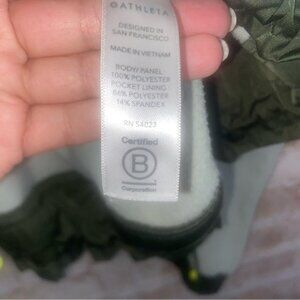 ATHLETA
DESIGNED IN
SAN FRANCISCO
MADE IN VIETNAM
BODY/PANEL
100% POLYESTER
POCKET LINING
86% POLYESTER
14% SPANDEX
RN 54023
Certified
B
Corporation